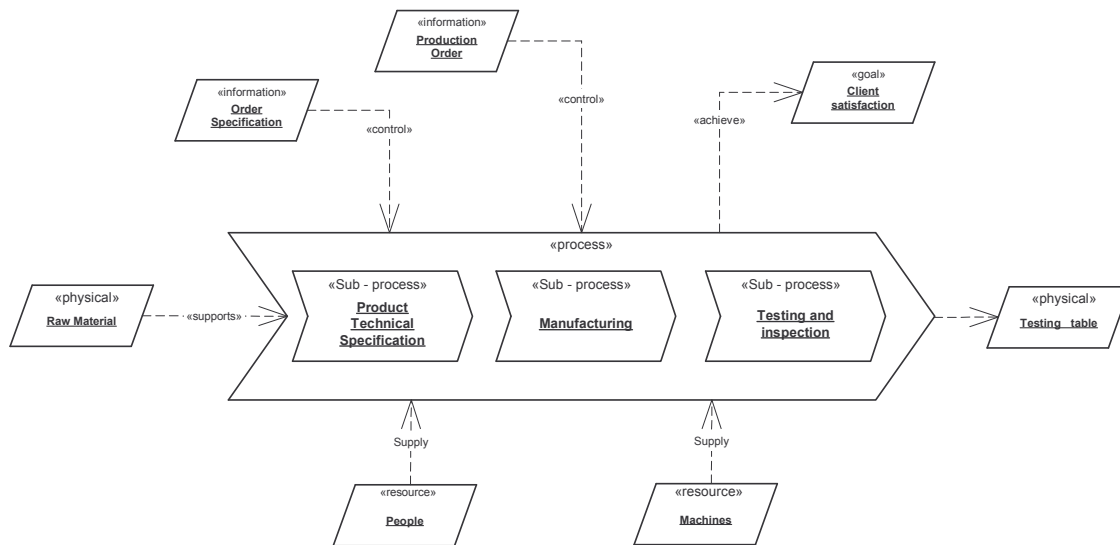 «information»
Production
Order
«information»
Order
Specification
«control»
«control»
«goal»
Client
satisfaction
«achieve»
«process»
«physical»
Raw Material
«supports»
«Sub - process»
Product
Technical
Specification
«Sub - process»
Manufacturing
«Sub - process»
Testing and
inspection
«physical»
Testing table
Supply
Supply
«resource»
People
«resource»
Machines